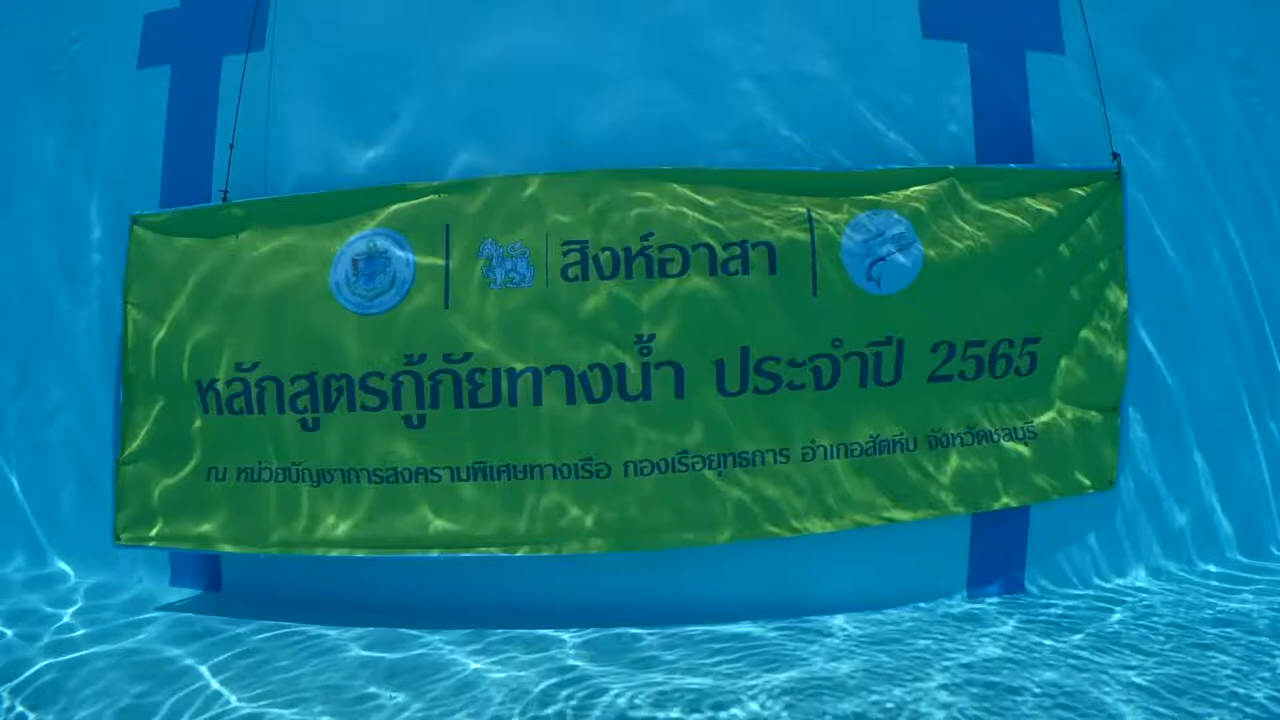 สิงห์อาสา
หลักสูตรกู้ภัยทางน้ำ ประจำปี 2565
ณ หน่วยบัญชาการสงครามพิเศษทางเรือ กองเรือยุทธการ อำเภอสัตหีบ จังหวัดชลบุรี